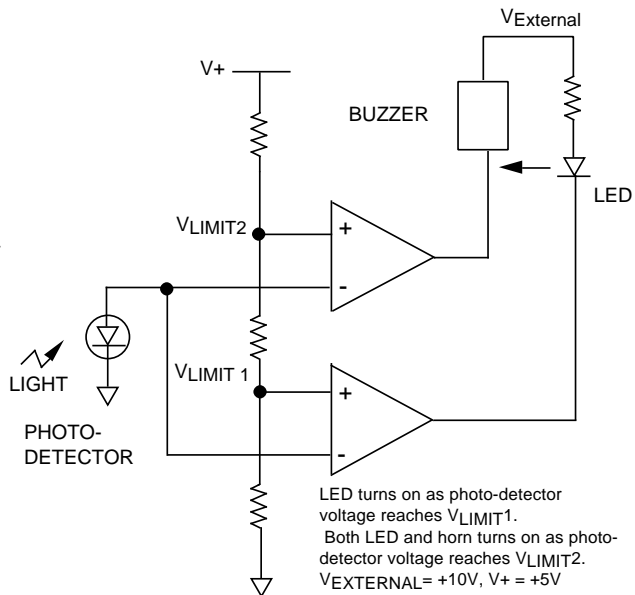 VExternal
V+
BUZZER
LED
VLIMIT2
+
-
LIGHT
VLIMIT 1
+
-
PHOTO-
DETECTOR
LED turns on as photo-detector
voltage reaches VLIMIT1.
Both LED and horn turns on as photo-
detector voltage reaches VLIMIT2.
VEXTERNAL= +10V, V+ = +5V